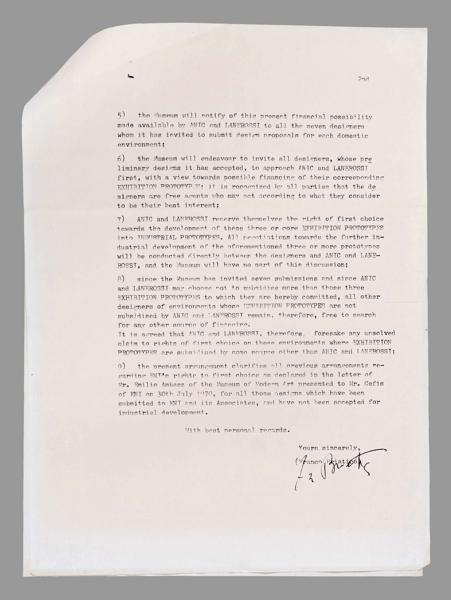 2nd
5) the Museum will notify of this present financial possibility
made available by ANIC and LANEROSSI to all the seven designers
whom it has invited to submit design proposals for each domestic
environment;
6) the Museum will endeavour to invite all designers, whose pre
liminary designs it has accepted, to approach ANIC and LANEROSSI
first, with a view towards possible financing of their corresponding
EXHIBITION PROTOTYPES; it is recognized by all parties that the de
signers are free agents who may act according to what they consider
to be their best interest;
7) ANIC and LANEROSSI reserve themselves the right of first choice
towards the development of these three or more EXHIBITION PROTOTYPES
into INDUSTRIAL PROTOTYPES. All negotiations towards the further in-
dustrial development of the aforementioned three or more prototypes
will be conducted directly between the designers and ANIC and LANE-
ROSSI, and the Museum will have no part of this discussion;
8) since the Museum has invited seven submissions and since ANIC
and LANEROSSI may choose not to subsidize more than those three
EXHIBITION PROTOTYPES to which they are hereby committed, all other
designers of environments whose EXHIBITION PROTOTYPES are not
subsidized by ANIC and LANEROSSI remain, therefore, free to search
for any other source of financing.
It is agreed that ANIC and LANEROSSI, therefore, foresake any unsolved
claim to rights of first choice on these environments where EXHIBITION
PROTOTYPES are subsidized by some source other than ANIC and LANEROSSI;
9) the present arrangement clarifies all previous arrangements re-
garding ENI's rights to first choice as declared in the letter of
Mr. Emilio Ambasz of the Museum of Modern Art presented to Mr. Cefis
of ENI on 30th July 1970, for all those designs which have been
submitted to ENI and its Associates, and have not been accepted for
industrial development.
With best personal regards.
Yours sincerely,